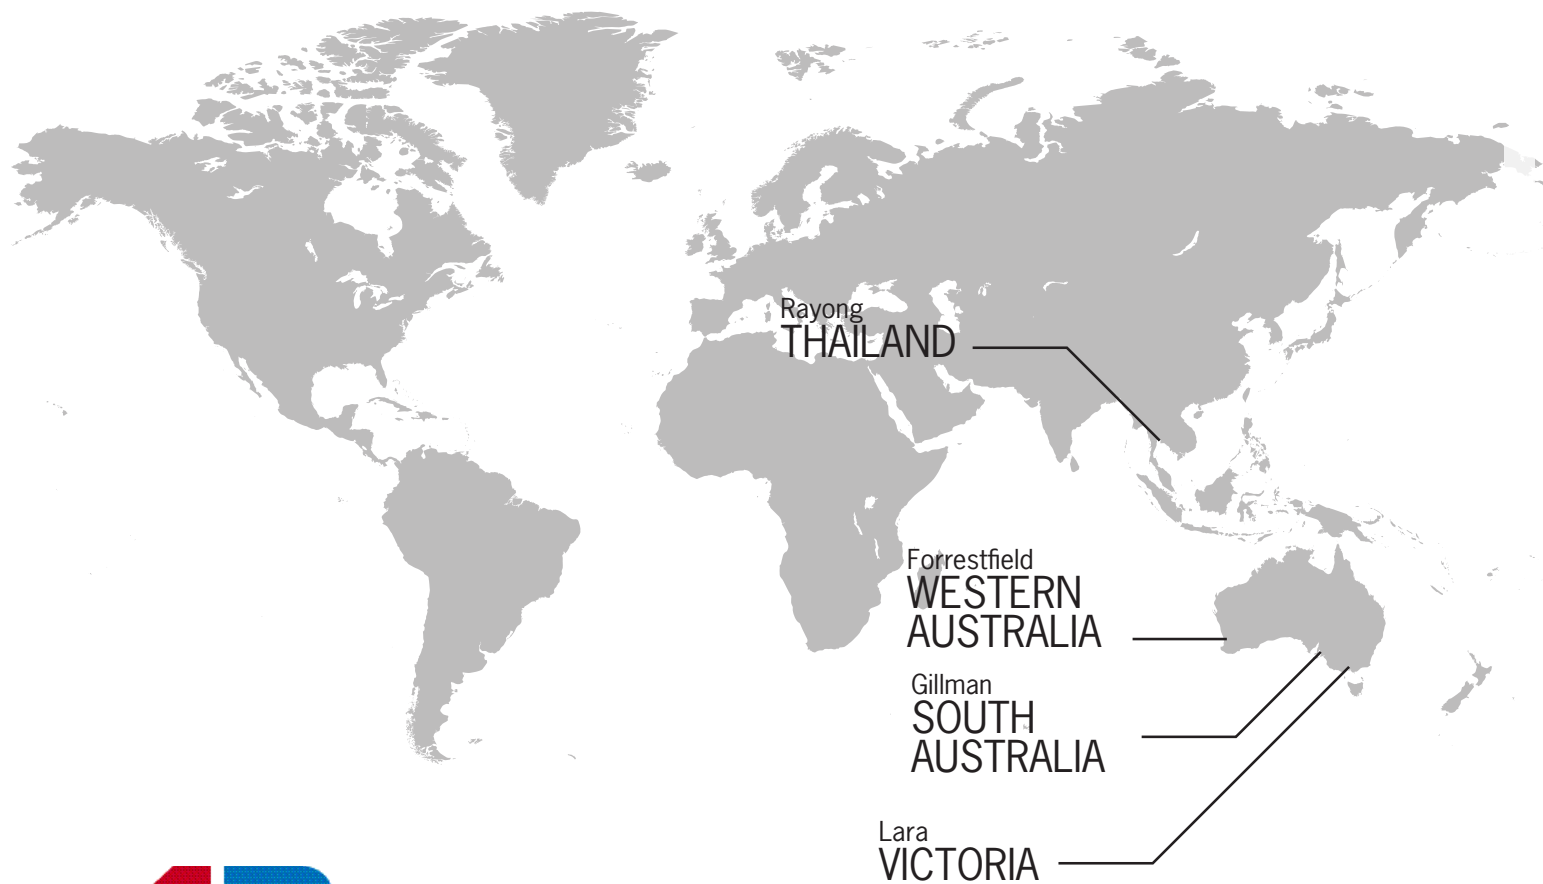 Rayong
THAILAND
Forrestfield
WESTERN
AUSTRALIA
Gillman
SOUTH
AUSTRALIA
Lara
VICTORIA